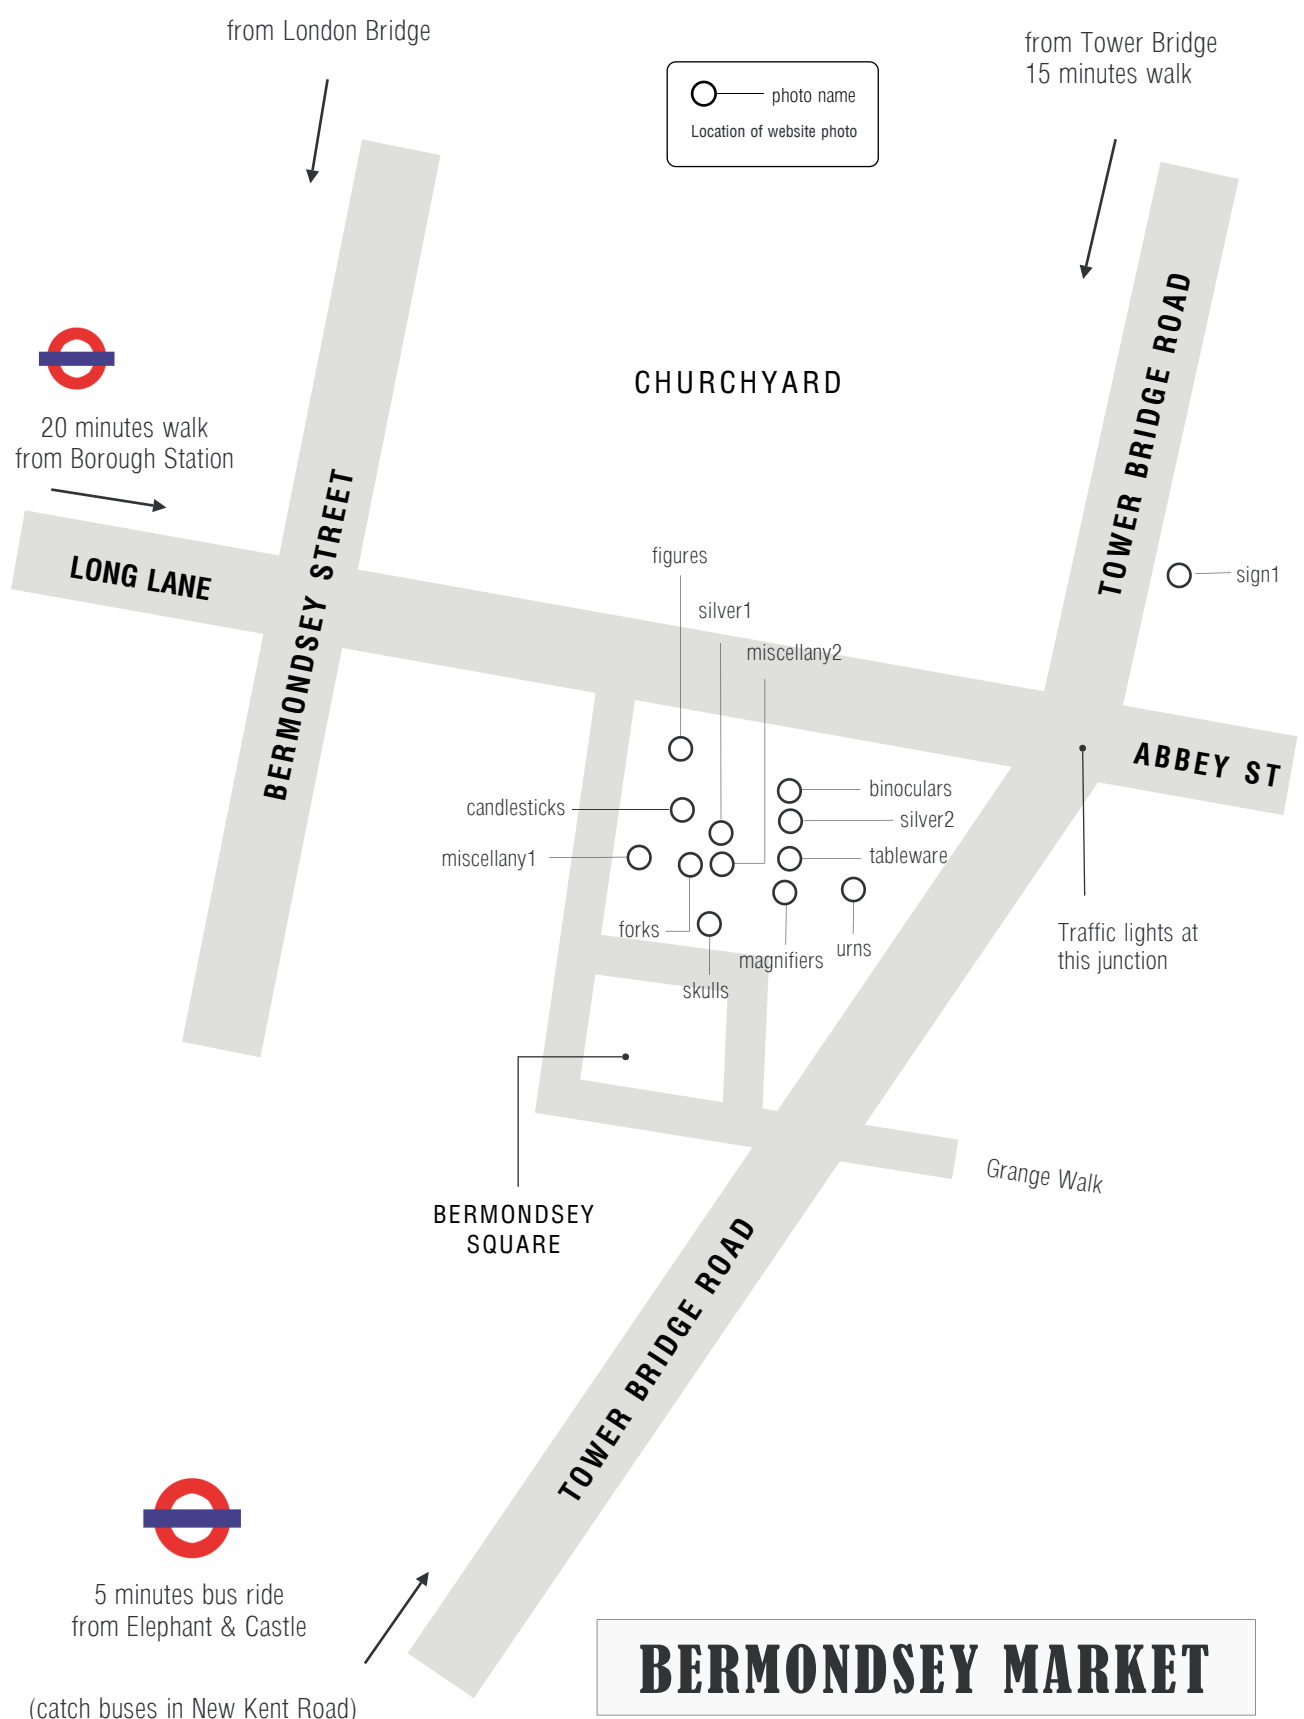 from London Bridge
from Tower Bridge
15 minutes walk
photo name
Location of website photo
CHURCHYARD
20 minutes walk
from Borough Station
LONG LANE
BERMONDSEY STREET
TOWER BRIDGE ROAD
sign1
figures
silver1
miscellany2
ABBEY ST
binoculars
candlesticks
silver2
miscellany1
tableware
forks
skulls
magnifiers
urns
Traffic lights at
this junction
Grange Walk
BERMONDSEY
SQUARE
TOWER BRIDGE ROAD
5 minutes bus ride
from Elephant & Castle
(catch buses in New Kent Road)
BERMONDSEY MARKET